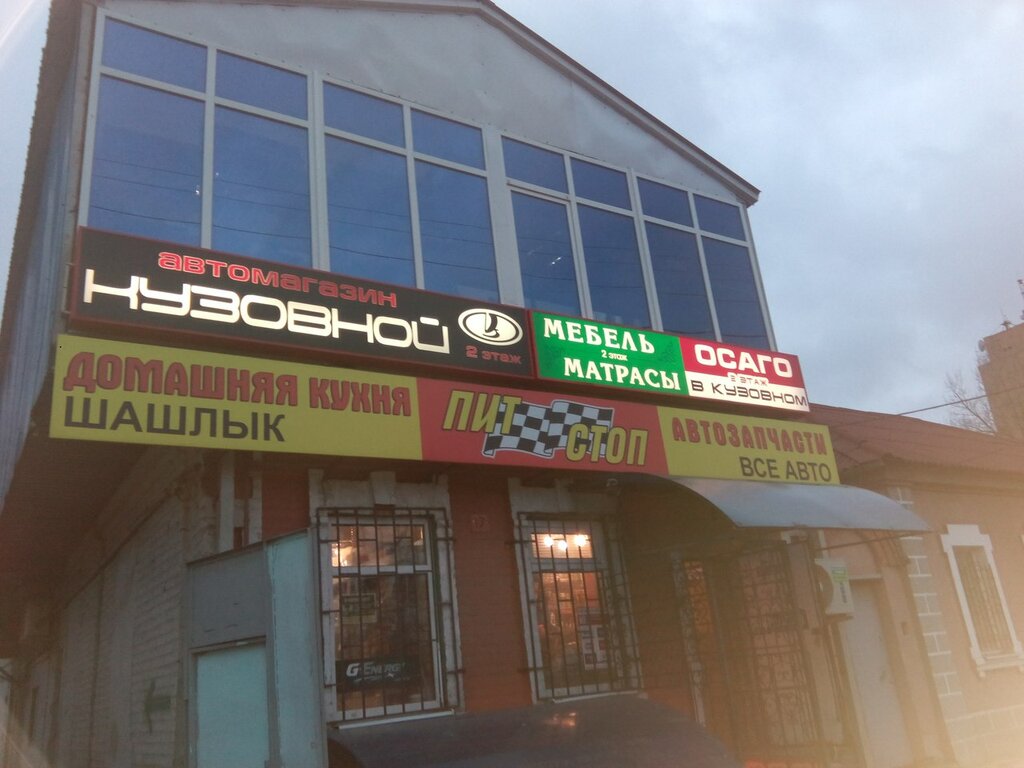 автомагазин
КУЗОВНОЙ
2 этаж
МЕБЕЛЬ
2 этаж
МАТРАСЫ
ОСАГО
2 ЭТАЖ
В КУЗОВНОМ
ДОМАШНЯЯ КУХНЯ
ШАШЛЫК
ПИТ
СТОП
АВТОЗАПЧАСТИ
ВСЕ АВТО
G-ENERGY